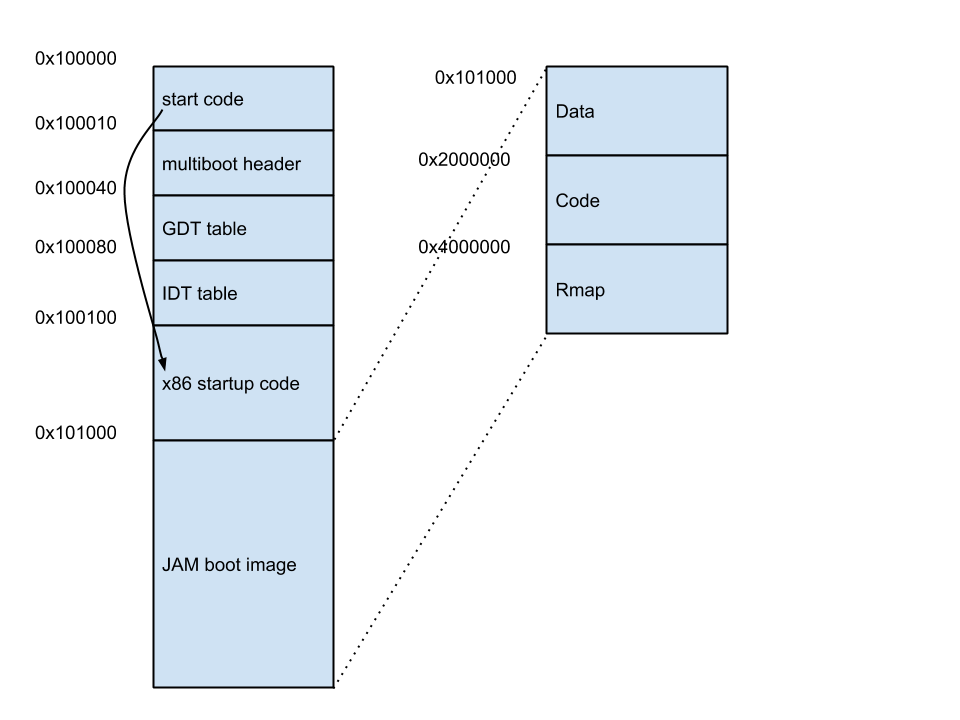 0x100000
start code
0x100010
multiboot header
0x100040
GDT table
0x100080
IDT table
0x100100
x86 startup code
0x101000
JAM boot image
0x101000
Data
0x2000000
Code
0x4000000
Rmap